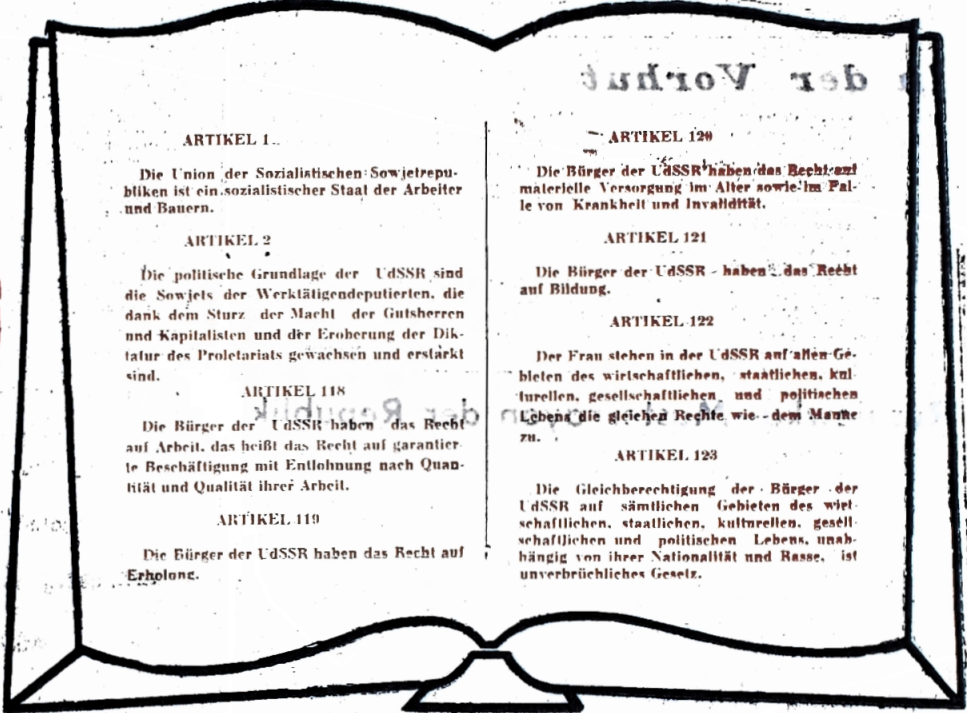 ARTIKEL 1
Die Union der Sozialistischen Sowjetrepu-
bliken ist ein sozialistischer Staat der Arbeiter
und Bauern.
ARTIKEL 2
Die politische Grundlage der UdSSR sind
die Sowjets der Werktätigendeputierten, die
dank dem Sturz der Macht der Gutsherren
und Kapitalisten und der Eroberung der Dik-
tatur des Proletariats gewachsen und erstarkt
sind.
ARTIKEL 118
Die Bürger der UdSSR haben das Recht
auf Arbeit, das heißt das Recht auf garantier-
te Beschäftigung mit Entlohnung nach Quan-
tität und Qualität ihrer Arbeit.
ARTIKEL 119
Die Bürger der UdSSR haben das Recht auf
Erholung.
der Vorhut
ARTIKEL 120
Die Bürger der UdSSR haben das Recht auf
materielle Versorgung im Alter sowie im Fal-
le von Krankheit und Invalidität.
ARTIKEL 121
Die Bürger der UdSSR haben das Recht
auf Bildung.
ARTIKEL 122
Der Frau stehen in der UdSSR auf allen Ge-
bieten des wirtschaftlichen, staatlichen, kul-
turellen, gesellschaftlichen und politischen
Lebens die gleichen Rechte wie dem Manne
zu.
ARTIKEL 123
Die Gleichberechtigung der Bürger der
UdSSR auf sämtlichen Gebieten des wirt-
schaftlichen, staatlichen, kulturellen, gesell-
schaftlichen und politischen Lebens, unab-
hängig von ihrer Nationalität und Rasse, ist
unverbrüchliches Gesetz.